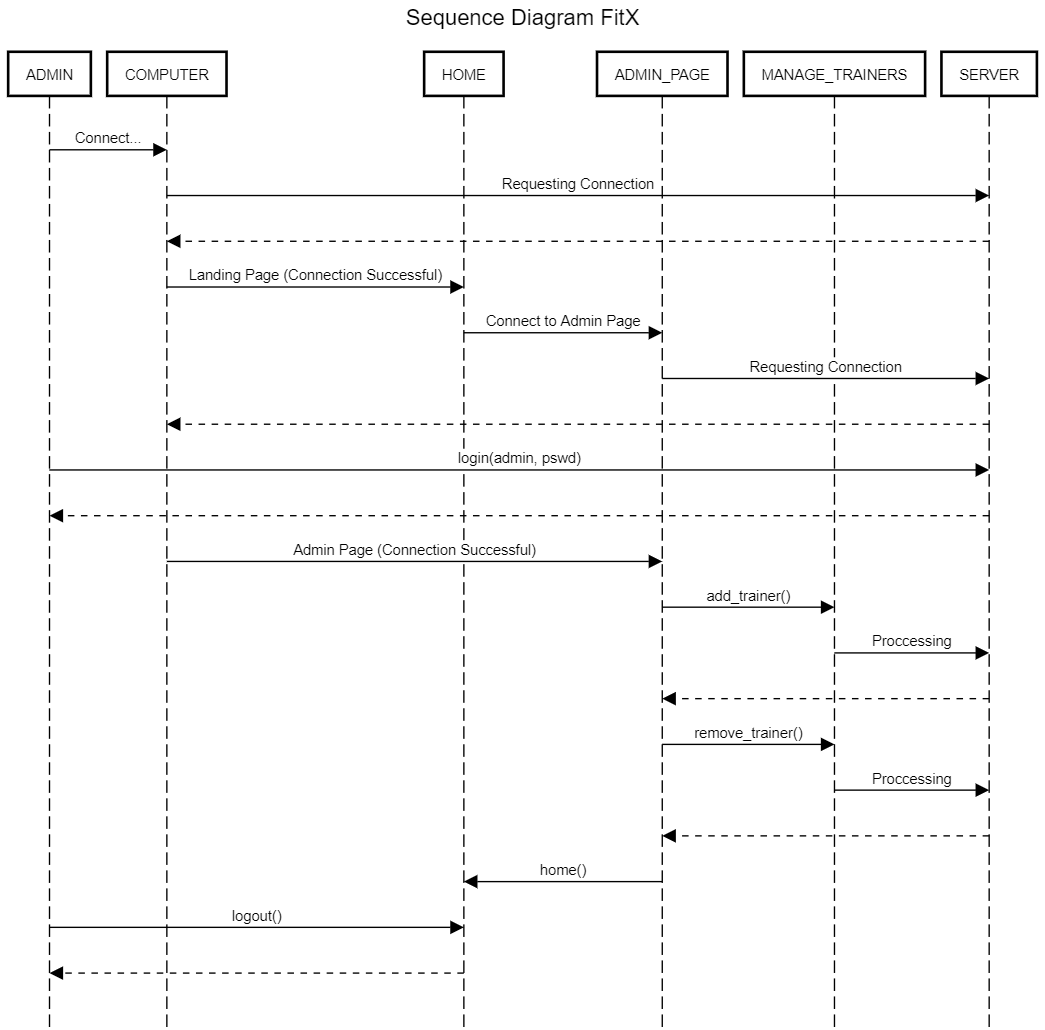 Sequence Diagram FitX
ADMIN
COMPUTER
HOME
ADMIN_PAGE
MANAGE_TRAINERS
SERVER
Connect...
Requesting Connection
Landing Page (Connection Successful)
Connect to Admin Page
Requesting Connection
login(admin, pswd)
Admin Page (Connection Successful)
add_trainer()
Proccessing
remove_trainer()
Proccessing
home()
logout()